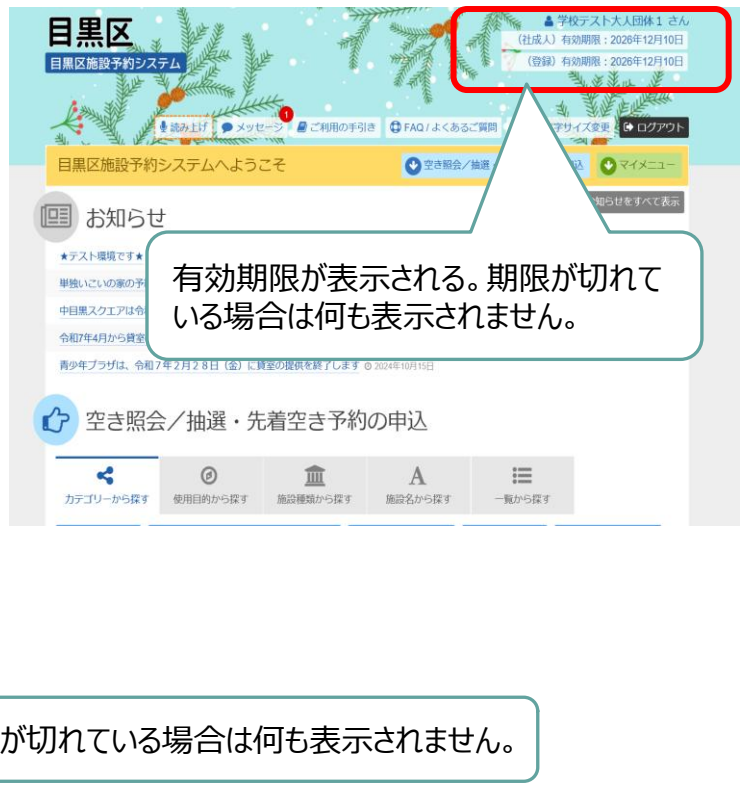 目黒区
目黒区施設予約システム
学校テスト大人団体1 さん
(社成人) 有効期限:2026年12月10日
(登録) 有効期限:2026年12月10日
読み上げ
メッセージ
1
ご利用の手引き
FAQ / よくあるご質問
字サイズ変更
ログアウト
目黒区施設予約システムへようこそ
空き照会/抽選
込
マイメニュー
お知らせ
知らせをすべて表示
★テスト環境です★
単独いこいの家の予
中目黒スクエアは令
令和7年4月から貸室
青少年プラザは、令和7年2月28日(金)に貸室の提供を終了します 2024年10月15日
有効期限が表示される。期限が切れて
いる場合は何も表示されません。
空き照会/抽選・先着空き予約の申込
カテゴリーから探す
使用目的から探す
施設種類から探す
施設名から探す
一覧から探す
が切れている場合は何も表示されません。